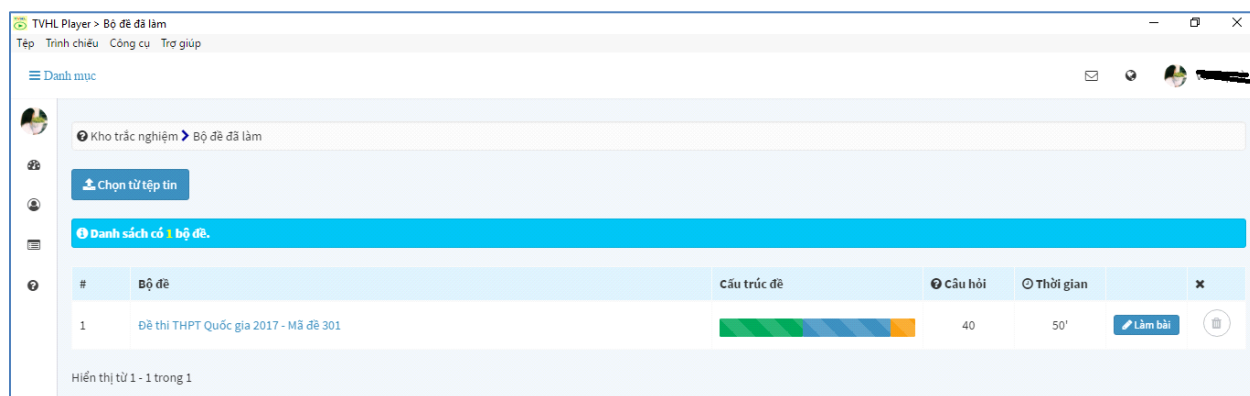 TVHL Player > Bộ đề đã làm
Tệp Trình chiếu Công cụ Trợ giúp
Danh mục
Kho trắc nghiệm Bộ đề đã làm
Chọn từ tệp tin
Danh sách có 1 bộ đề.
# Bộ đề Cấu trúc đề Câu hỏi Thời gian
1 Đề thi THPT Quốc gia 2017 - Mã đề 301 40 50' Làm bài
Hiển thị từ 1 - 1 trong 1